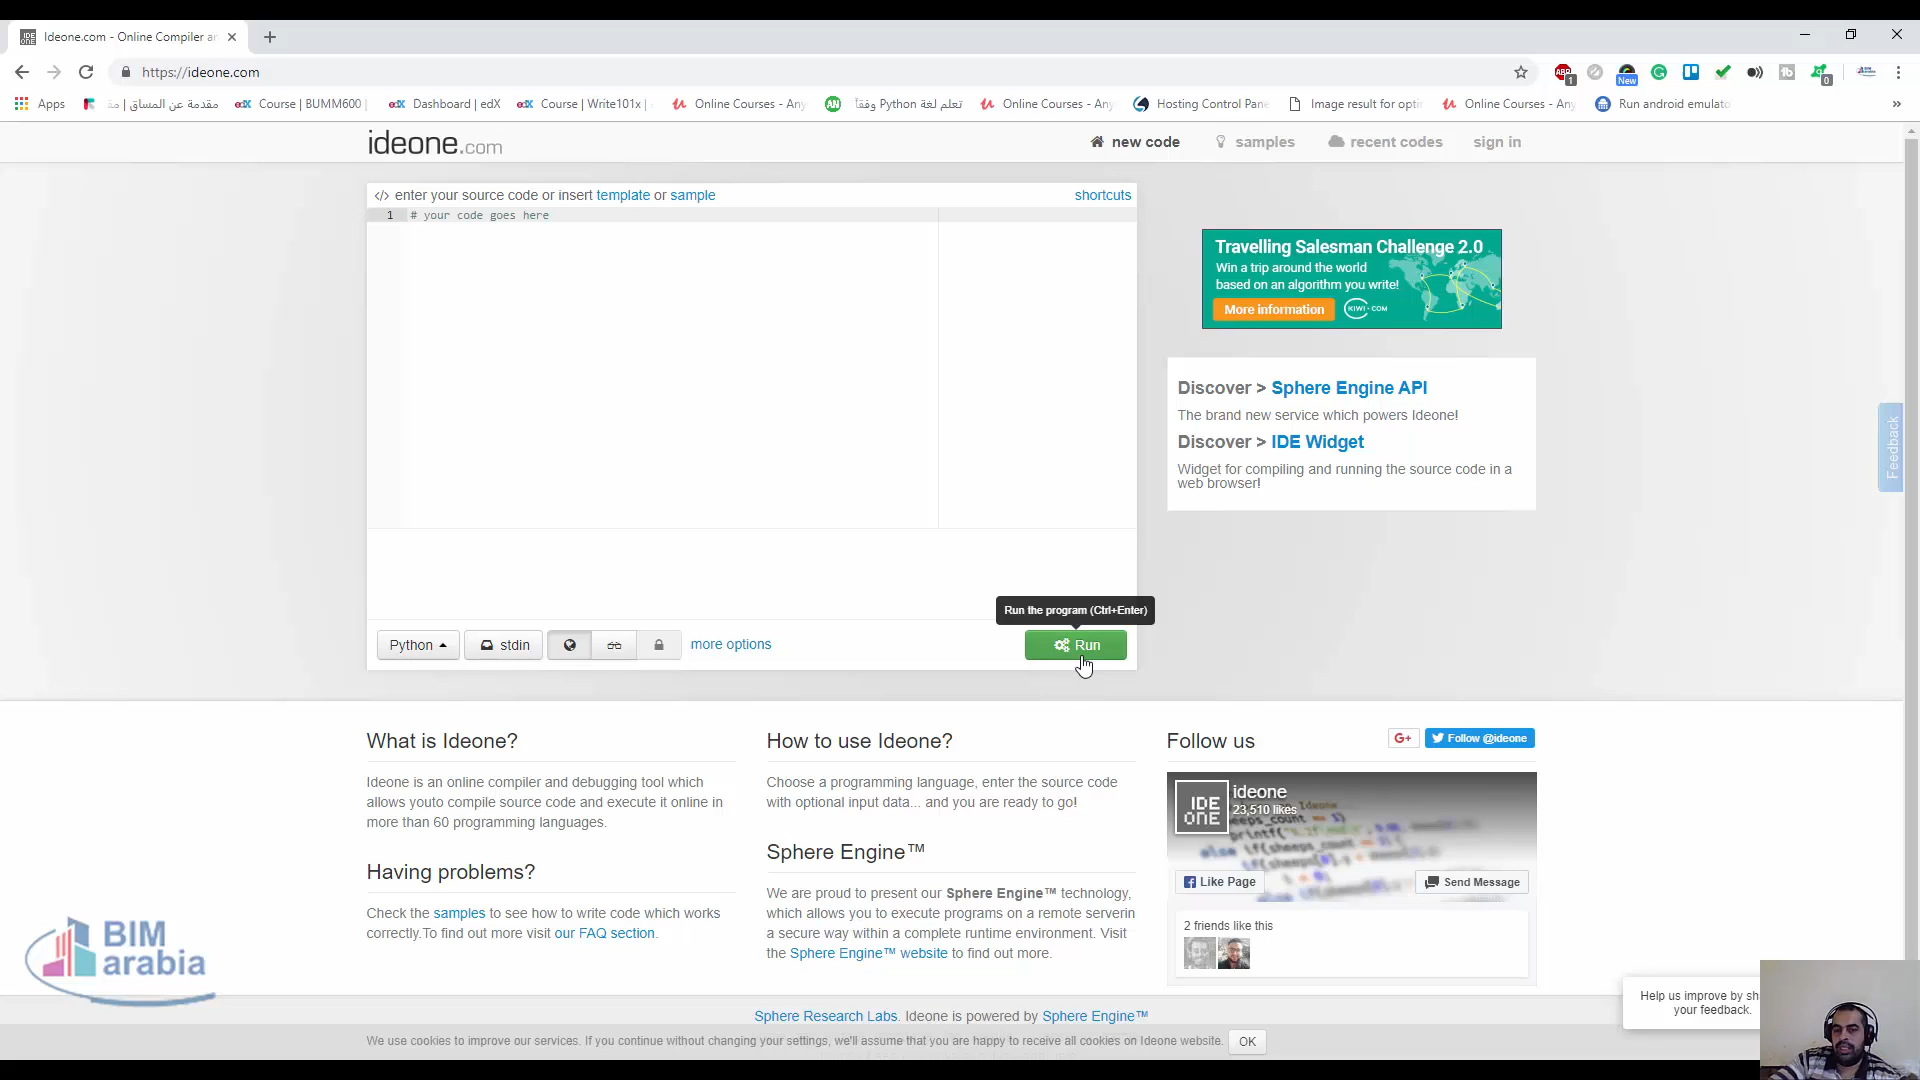 Ideone.com - Online Compiler ar
https://ideone.com
1
New
0
Apps
مقدمة عن المساق | مق
Course | BUMM600
Dashboard | edX
Course | Write101x |
Online Courses - Any
تعلم لغة Python وفقاً
Online Courses - Any
Hosting Control Pane
Image result for opti
Online Courses - Any
Run android emulato
»
ideone.com
new code
samples
recent codes
sign in
</> enter your source code or insert template or sample
shortcuts
1 # your code goes here
Travelling Salesman Challenge 2.0
Win a trip around the world
based on an algorithm you write!
More information
KIWI.COM
Discover > Sphere Engine API
The brand new service which powers Ideone!
Discover > IDE Widget
Widget for compiling and running the source code in a
web browser!
Feedback
Run the program (Ctrl+Enter)
Python
stdin
more options
Run
What is Ideone?
Ideone is an online compiler and debugging tool which
allows youto compile source code and execute it online in
more than 60 programming languages.
Having problems?
Check the samples to see how to write code which works
correctly.To find out more visit our FAQ section.
How to use Ideone?
Choose a programming language, enter the source code
with optional input data... and you are ready to go!
Sphere Engine™
We are proud to present our Sphere Engine™ technology,
which allows you to execute programs on a remote serverin
a secure way within a complete runtime environment. Visit
the Sphere Engine™ website to find out more.
Follow us
G+
Follow @ideone
IDE
ONE
ideone
23,510 likes
Like Page
Send Message
2 friends like this
BIM
arabia
Help us improve by sh
your feedback.
Sphere Research Labs. Ideone is powered by Sphere Engine™
We use cookies to improve our services. If you continue without changing your settings, we'll assume that you are happy to receive all cookies on Ideone website.
OK